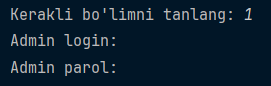 Kerakli bo'limni tanlang: 1
Admin login:
Admin parol: